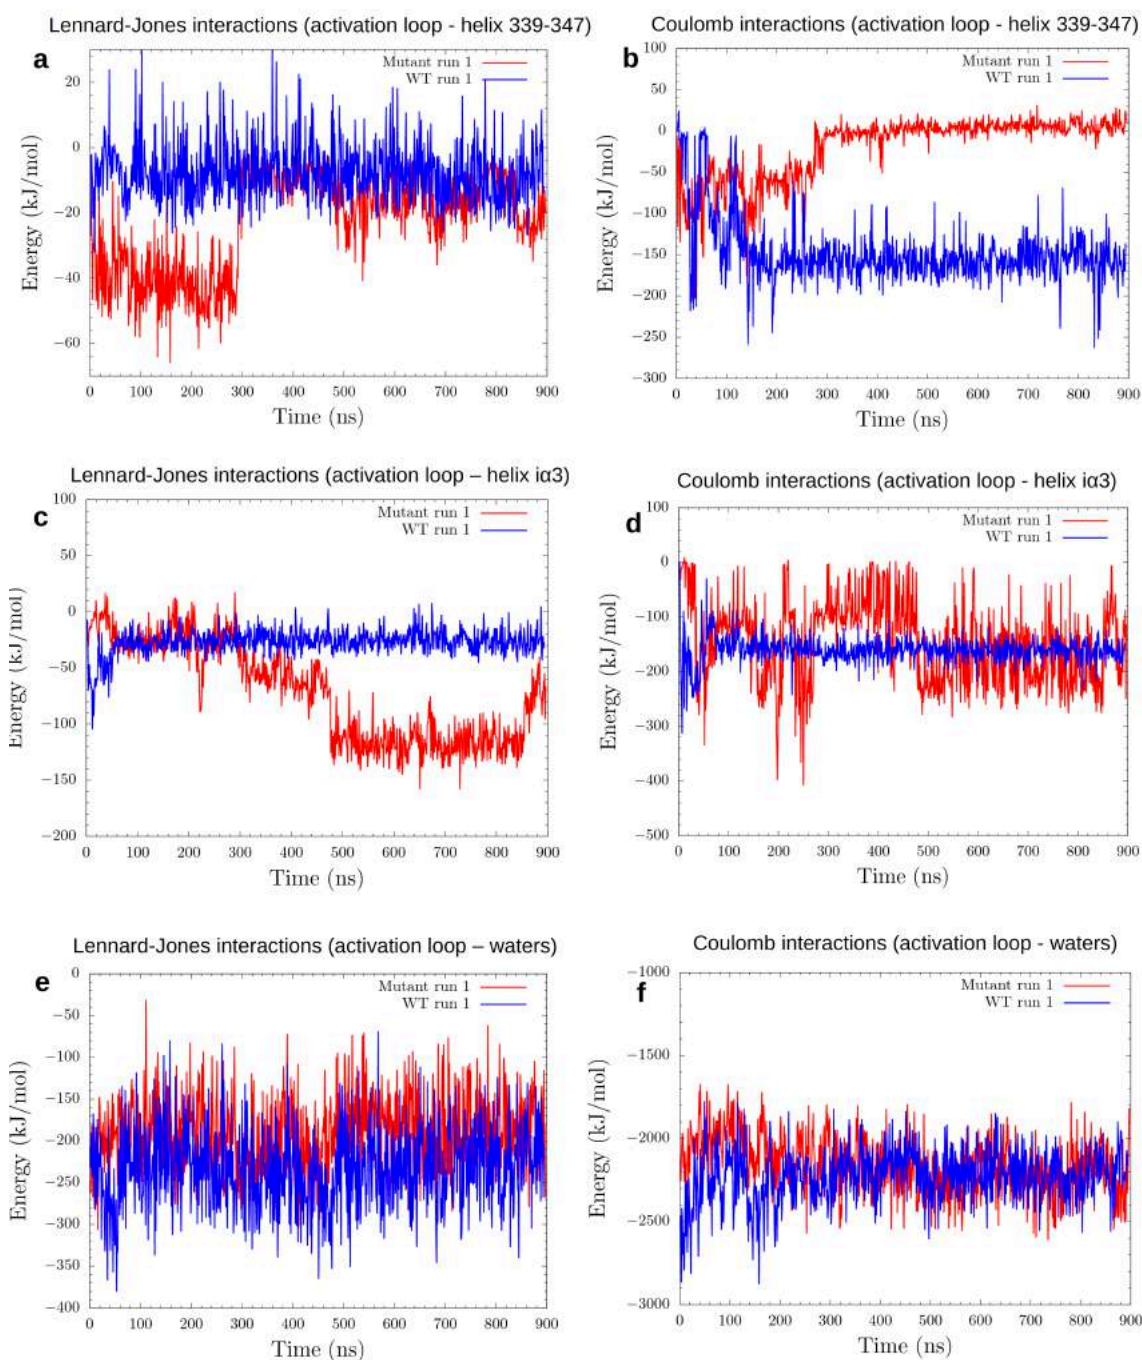 Lennard-Jones interactions (activation loop - helix 339-347)
a
Mutant run 1
WT run 1
20
0
−20
−40
−60
Energy (kJ/mol)
0 100 200 300 400 500 600 700 800 900
Time (ns)
Coulomb interactions (activation loop - helix 339-347)
b
Mutant run 1
WT run 1
100
50
0
−50
−100
−150
−200
−250
−300
Energy (kJ/mol)
0 100 200 300 400 500 600 700 800 900
Time (ns)
Lennard-Jones interactions (activation loop – helix iα3)
c
Mutant run 1
WT run 1
100
50
0
−50
−100
−150
−200
Energy (kJ/mol)
0 100 200 300 400 500 600 700 800 900
Time (ns)
Coulomb interactions (activation loop - helix iα3)
d
Mutant run 1
WT run 1
100
0
−100
−200
−300
−400
−500
Energy (kJ/mol)
0 100 200 300 400 500 600 700 800 900
Time (ns)
Lennard-Jones interactions (activation loop – waters)
e
Mutant run 1
WT run 1
0
−50
−100
−150
−200
−250
−300
−350
−400
Energy (kJ/mol)
0 100 200 300 400 500 600 700 800 900
Time (ns)
Coulomb interactions (activation loop - waters)
f
Mutant run 1
WT run 1
−1000
−1500
−2000
−2500
−3000
Energy (kJ/mol)
0 100 200 300 400 500 600 700 800 900
Time (ns)